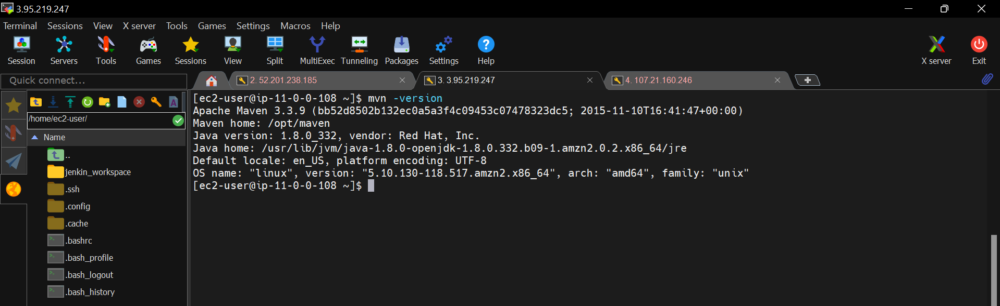 3.95.219.247
Terminal Sessions View X server Tools Games Settings Macros Help
Session Servers Tools Games Sessions View Split MultiExec Tunneling Packages Settings Help X server Exit
Quick connect...
2. 52.201.238.185
3. 3.95.219.247
4. 107.21.160.246
/home/ec2-user/
Name
..
jenkin_workspace
.ssh
.config
.cache
.bashrc
.bash_profile
.bash_logout
.bash_history
[ec2-user@ip-11-0-0-108 ~]$ mvn -version
Apache Maven 3.3.9 (bb52d8502b132ec0a5a3f4c09453c07478323dc5; 2015-11-10T16:41:47+00:00)
Maven home: /opt/maven
Java version: 1.8.0_332, vendor: Red Hat, Inc.
Java home: /usr/lib/jvm/java-1.8.0-openjdk-1.8.0.332.b09-1.amzn2.0.2.x86_64/jre
Default locale: en_US, platform encoding: UTF-8
OS name: "linux", version: "5.10.130-118.517.amzn2.x86_64", arch: "amd64", family: "unix"
[ec2-user@ip-11-0-0-108 ~]$